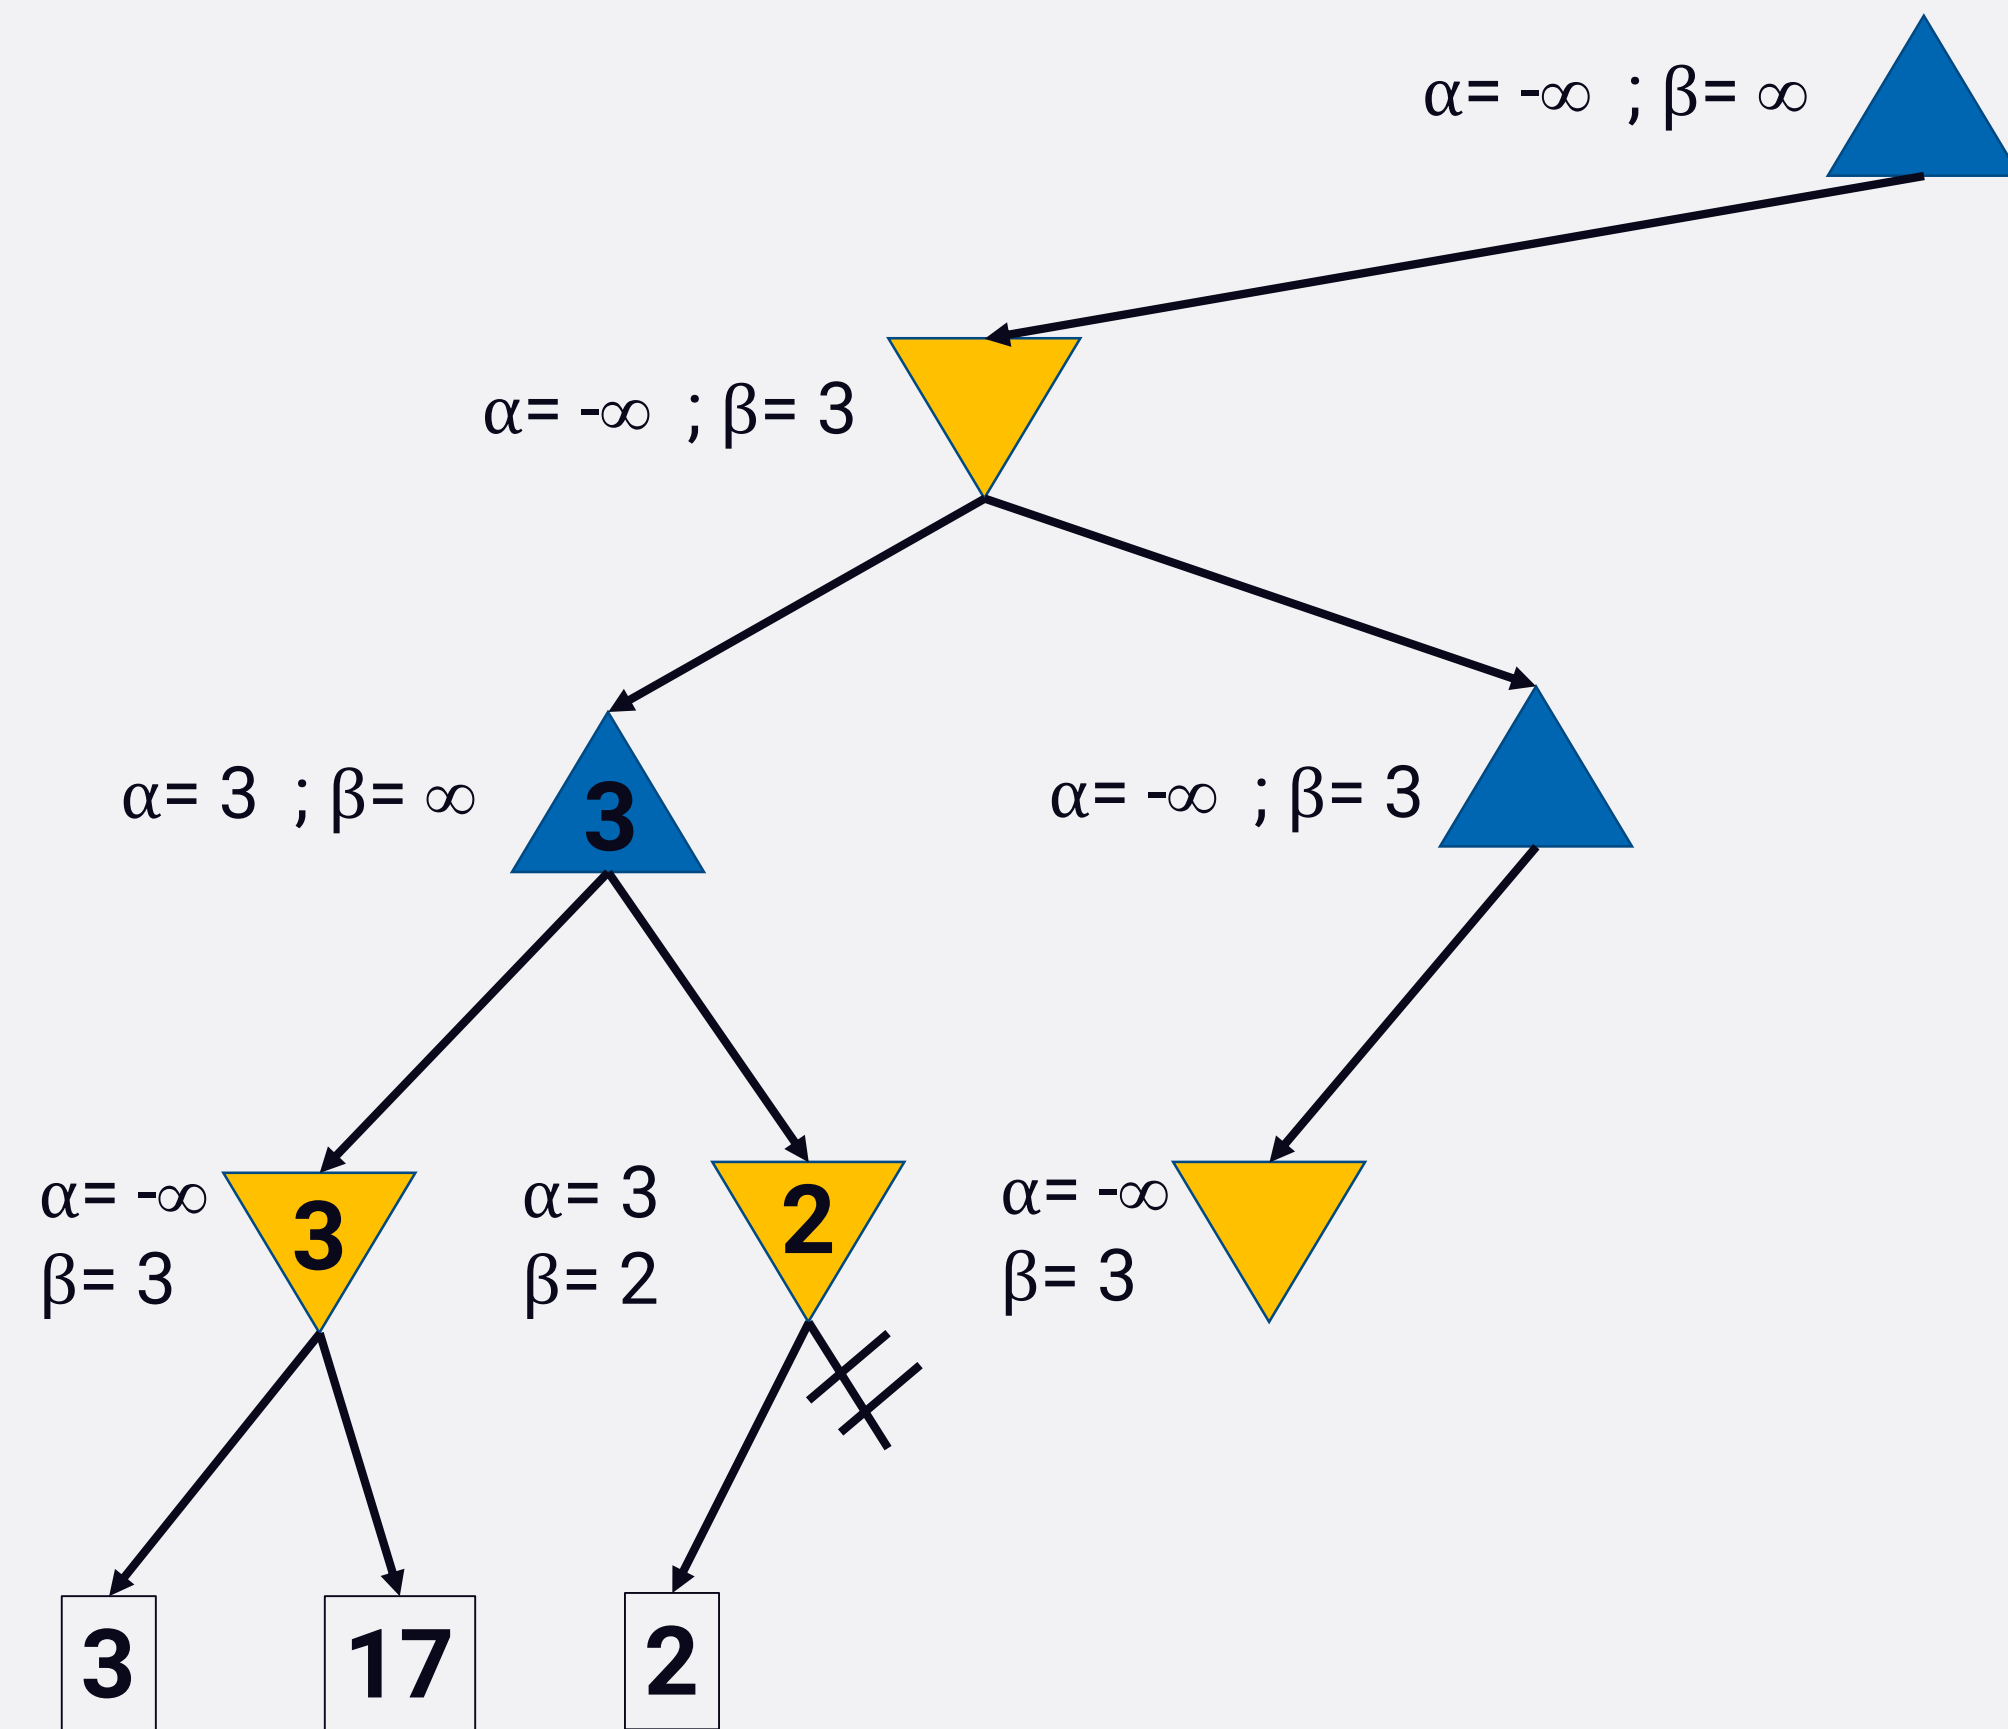 α= -∞ ; β= ∞
α= -∞ ; β= 3
α= 3 ; β= ∞
3
α= -∞ ; β= 3
α= -∞
β= 3
3
α= 3
β= 2
2
α= -∞
β= 3
3
17
2